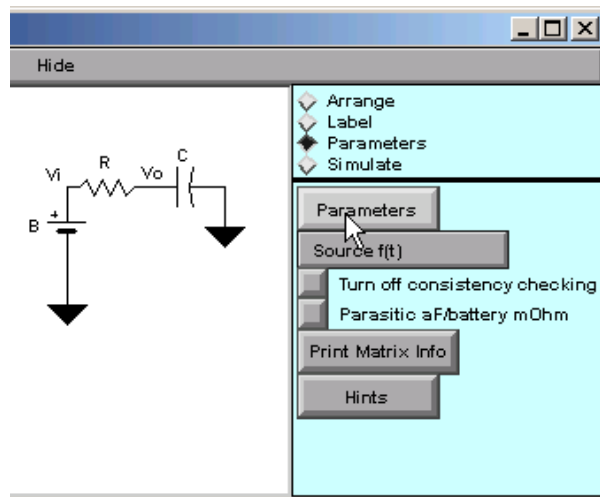 Hide
Arrange
Label
Parameters
Simulate
Vi
R
Vo
C
B
+
Parameters
Source f(t)
Turn off consistency checking
Parasitic aF/battery mOhm
Print Matrix Info
Hints